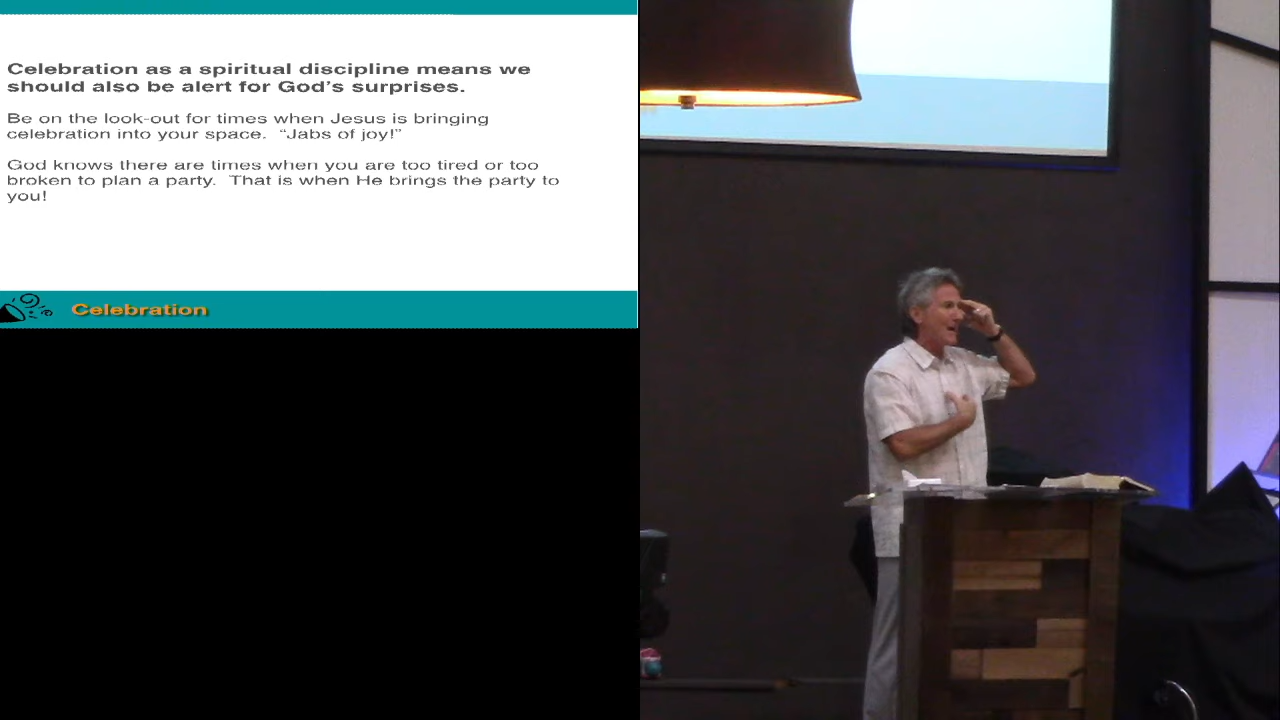 Celebration as a spiritual discipline means we
should also be alert for God's surprises.
Be on the look-out for times when Jesus is bringing
celebration into your space.  “Jabs of joy!”
God knows there are times when you are too tired or too
broken to plan a party.  That is when He brings the party to
you!
Celebration